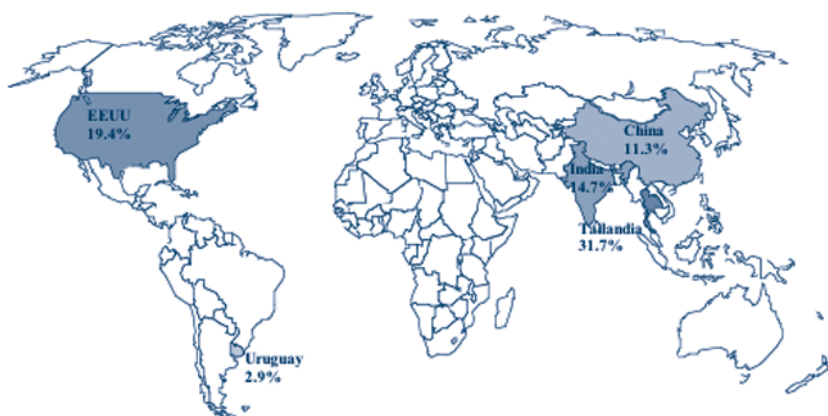 EEUU
19.4%
China
11.3%
India
14.7%
Tailandia
31.7%
Uruguay
2.9%